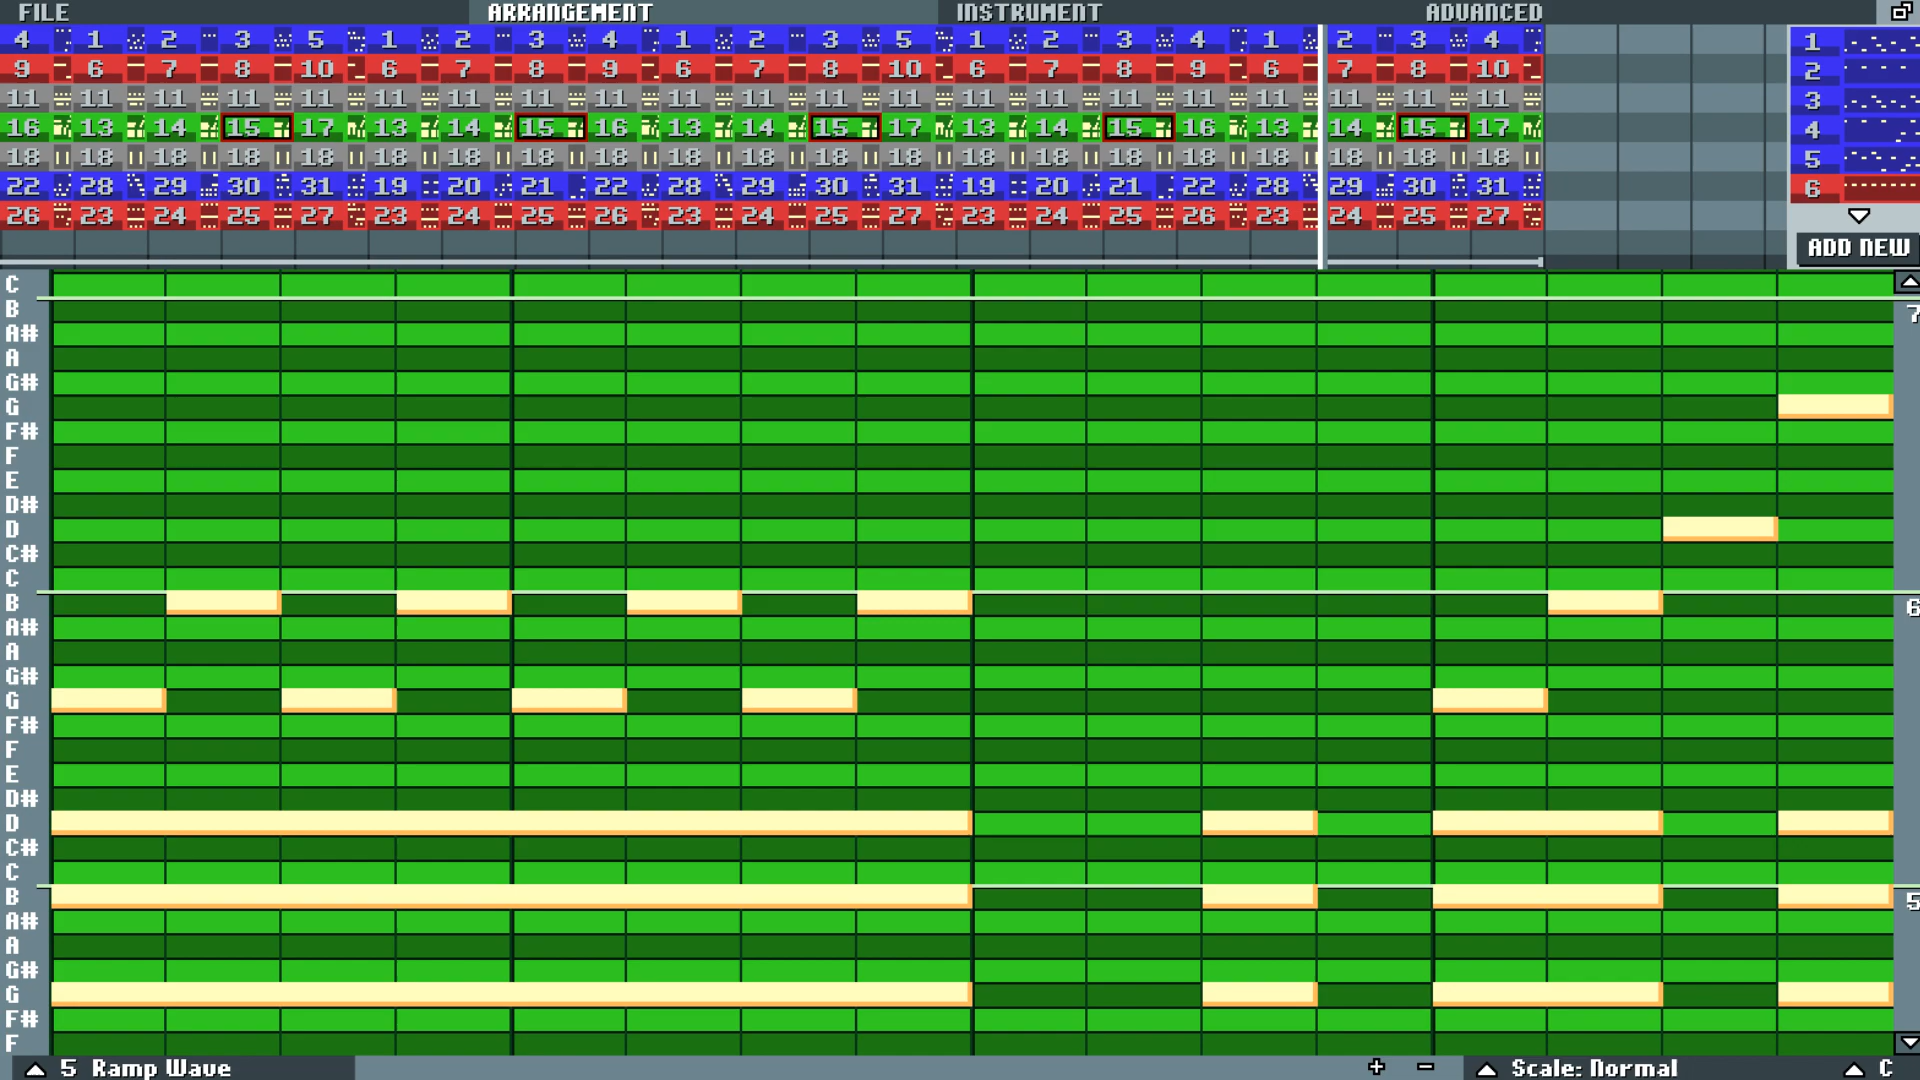 FILE ARRANGEMENT INSTRUMENT ADVANCED
4 1 2 3 5 1 2 3 4 1 2 3 5 1 2 3 4 1 2 3 4
9 6 7 8 10 6 7 8 9 6 7 8 10 6 7 8 9 6 7 8 10
11 11 11 11 11 11 11 11 11 11 11 11 11 11 11 11 11 11 11 11 11
16 13 14 15 17 13 14 15 16 13 14 15 17 13 14 15 16 13 14 15 17
18 18 18 18 18 18 18 18 18 18 18 18 18 18 18 18 18 18 18 18 18
22 28 29 30 31 19 20 21 22 28 29 30 31 19 20 21 22 28 29 30 31
26 23 24 25 27 23 24 25 26 23 24 25 27 23 24 25 26 23 24 25 27
1
2
3
4
5
6
ADD NEW
C
B
7
A#
A
G#
G
F#
F
E
D#
D
C#
C
B
6
A#
A
G#
G
F#
F
E
D#
D
C#
C
B
5
A#
A
G#
G
F#
F
5 Ramp Wave + - Scale: Normal C